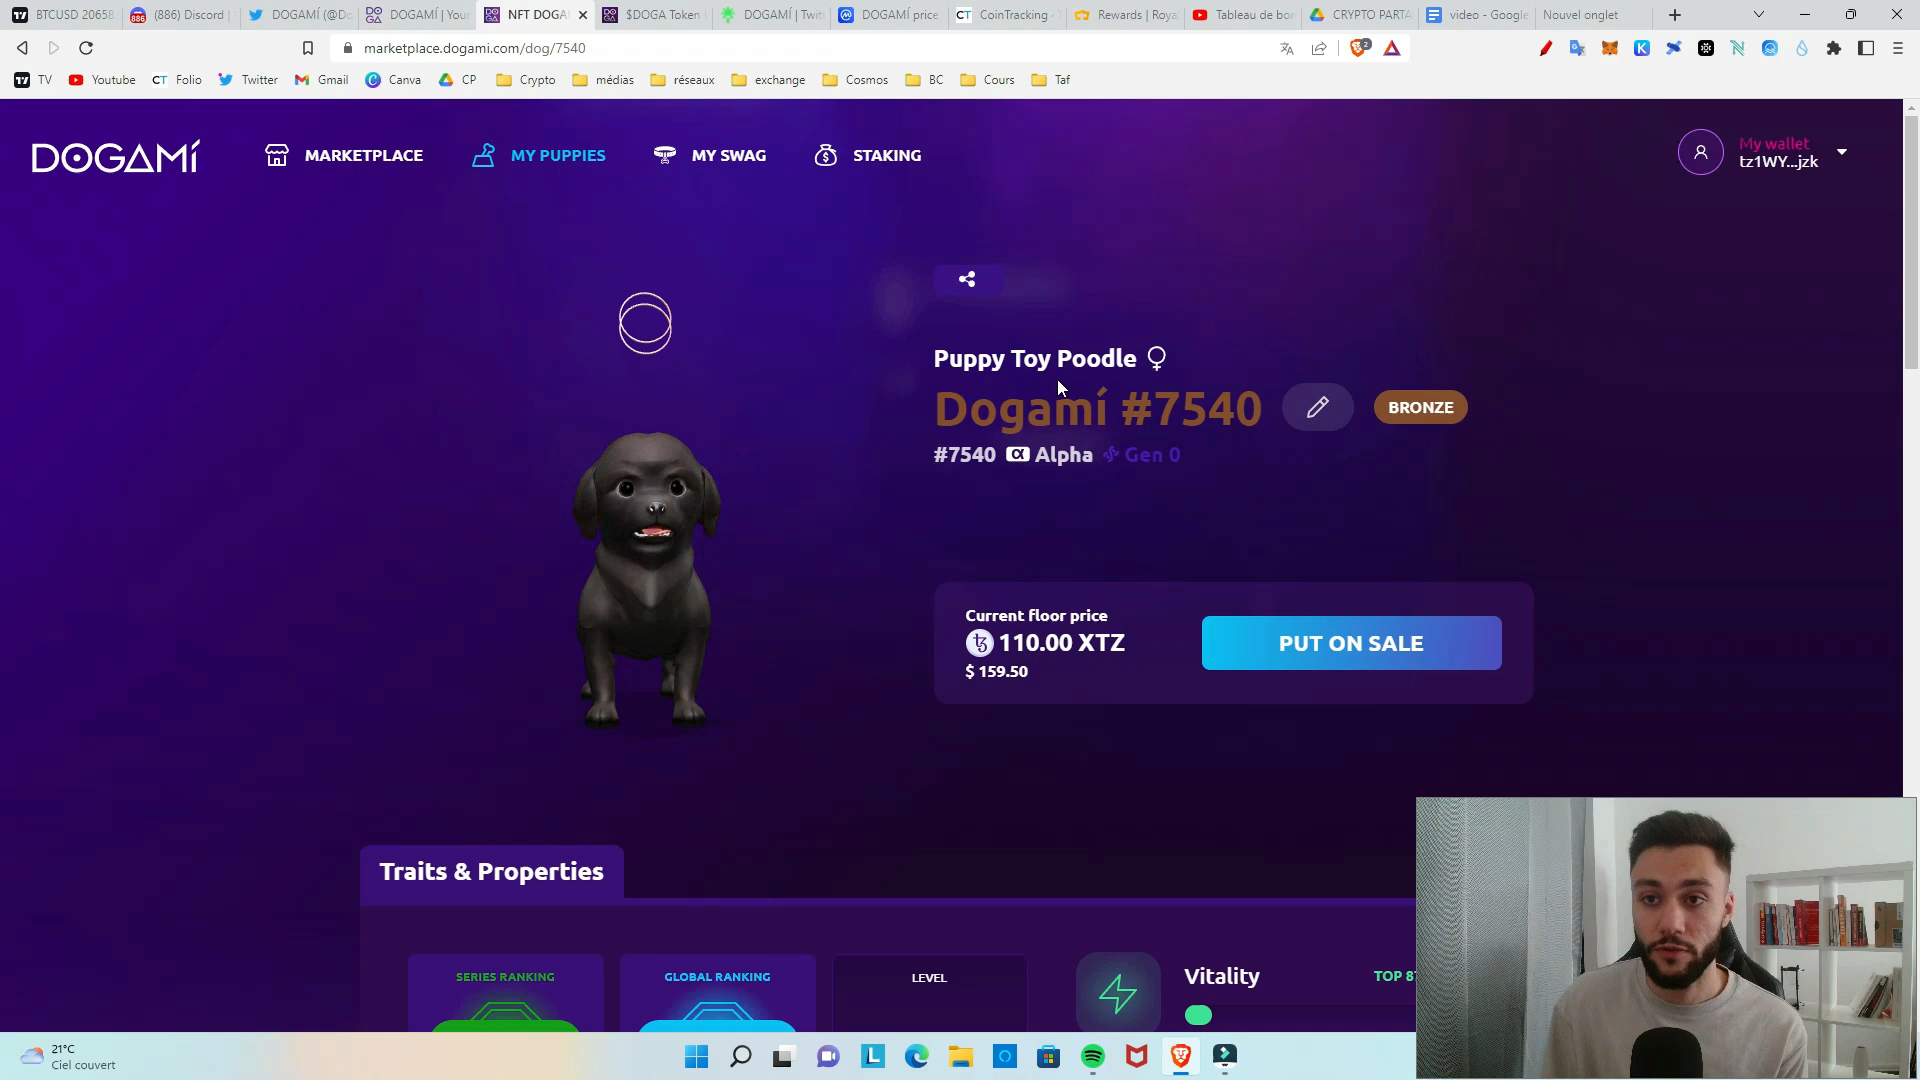 BTCUSD 20658
(886) Discord |
DOGAMÍ (@Do
DOGAMÍ | Your
NFT DOGA
$DOGA Token
DOGAMÍ | Twit
DOGAMÍ price
CoinTracking -
Rewards | Roya
Tableau de bor
CRYPTO PARTA
video - Google
Nouvel onglet
marketplace.dogami.com/dog/7540
2
TV
Youtube
CT Folio
Twitter
Gmail
Canva
CP
Crypto
médias
réseaux
exchange
Cosmos
BC
Cours
Taf
DOGAMÍ
MARKETPLACE
MY PUPPIES
MY SWAG
STAKING
My wallet
tz1WY...jzk
Puppy Toy Poodle ♀
Dogamí #7540
BRONZE
#7540 α Alpha Gen 0
Current floor price
110.00 XTZ
$ 159.50
PUT ON SALE
Traits & Properties
SERIES RANKING
GLOBAL RANKING
LEVEL
Vitality
TOP 87
21°C
Ciel couvert